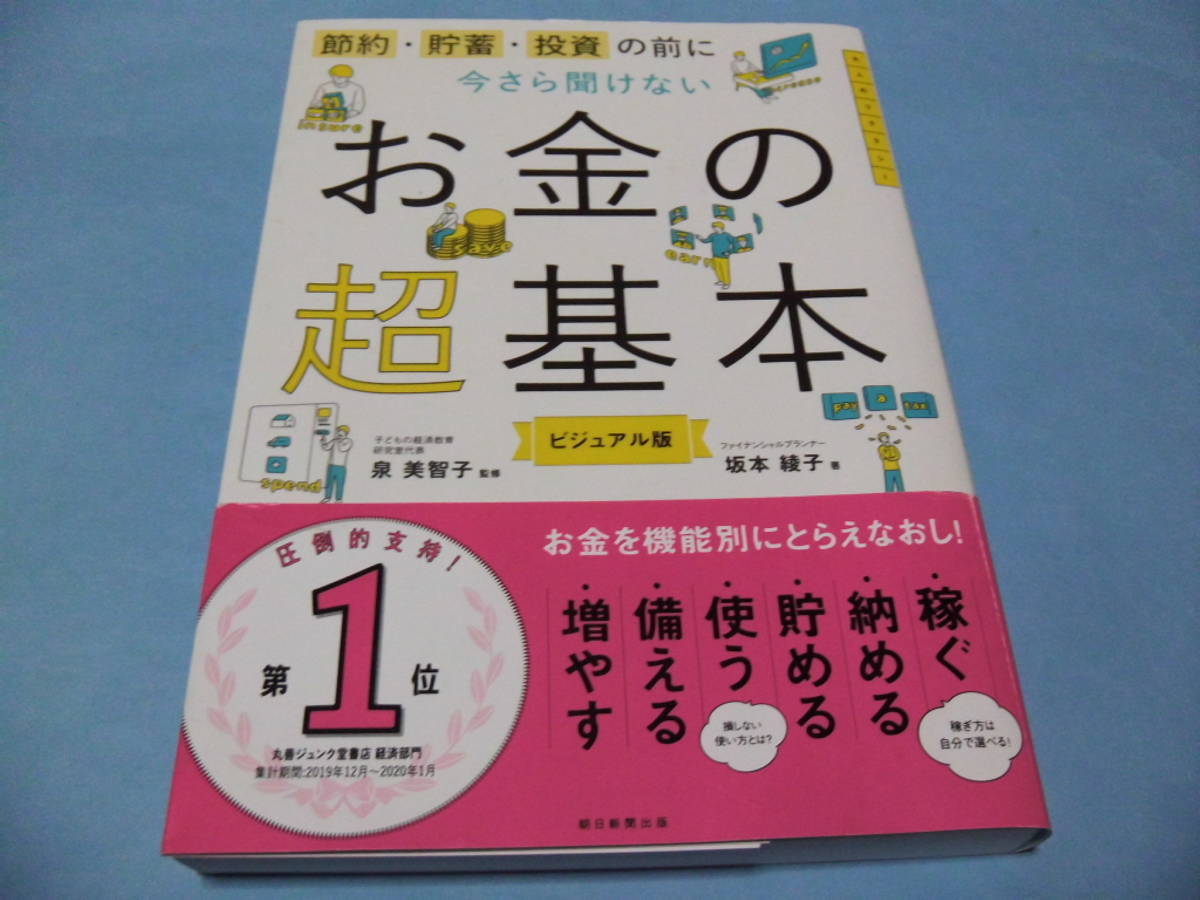 節約・貯蓄・投資の前に
今さら聞けない
increase
insure
お金の
save
earn
超基本
pay a tax
spend
ビジュアル版
子どもの経済教育
研究室代表
泉 美智子 監修
ファイナンシャルプランナー
坂本 綾子 著
圧倒的支持!
第1位
丸善ジュンク堂書店 経済部門
集計期間:2019年12月〜2020年1月
お金を機能別にとらえなおし!
稼ぐ
納める
貯める
使う
備える
増やす
稼ぎ方は
自分で選べる!
損しない
使い方とは?
朝日新聞出版